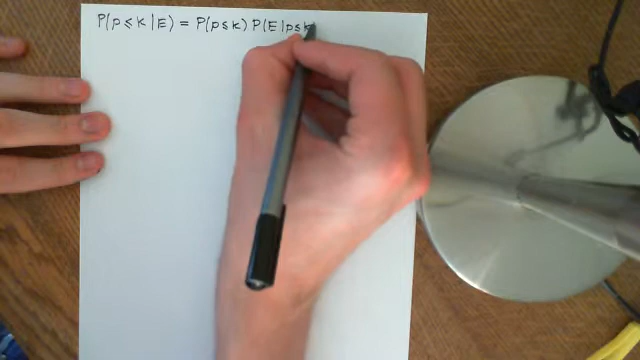 P(p ≤ k | E) = P(p ≤ k) P(E | p ≤ k